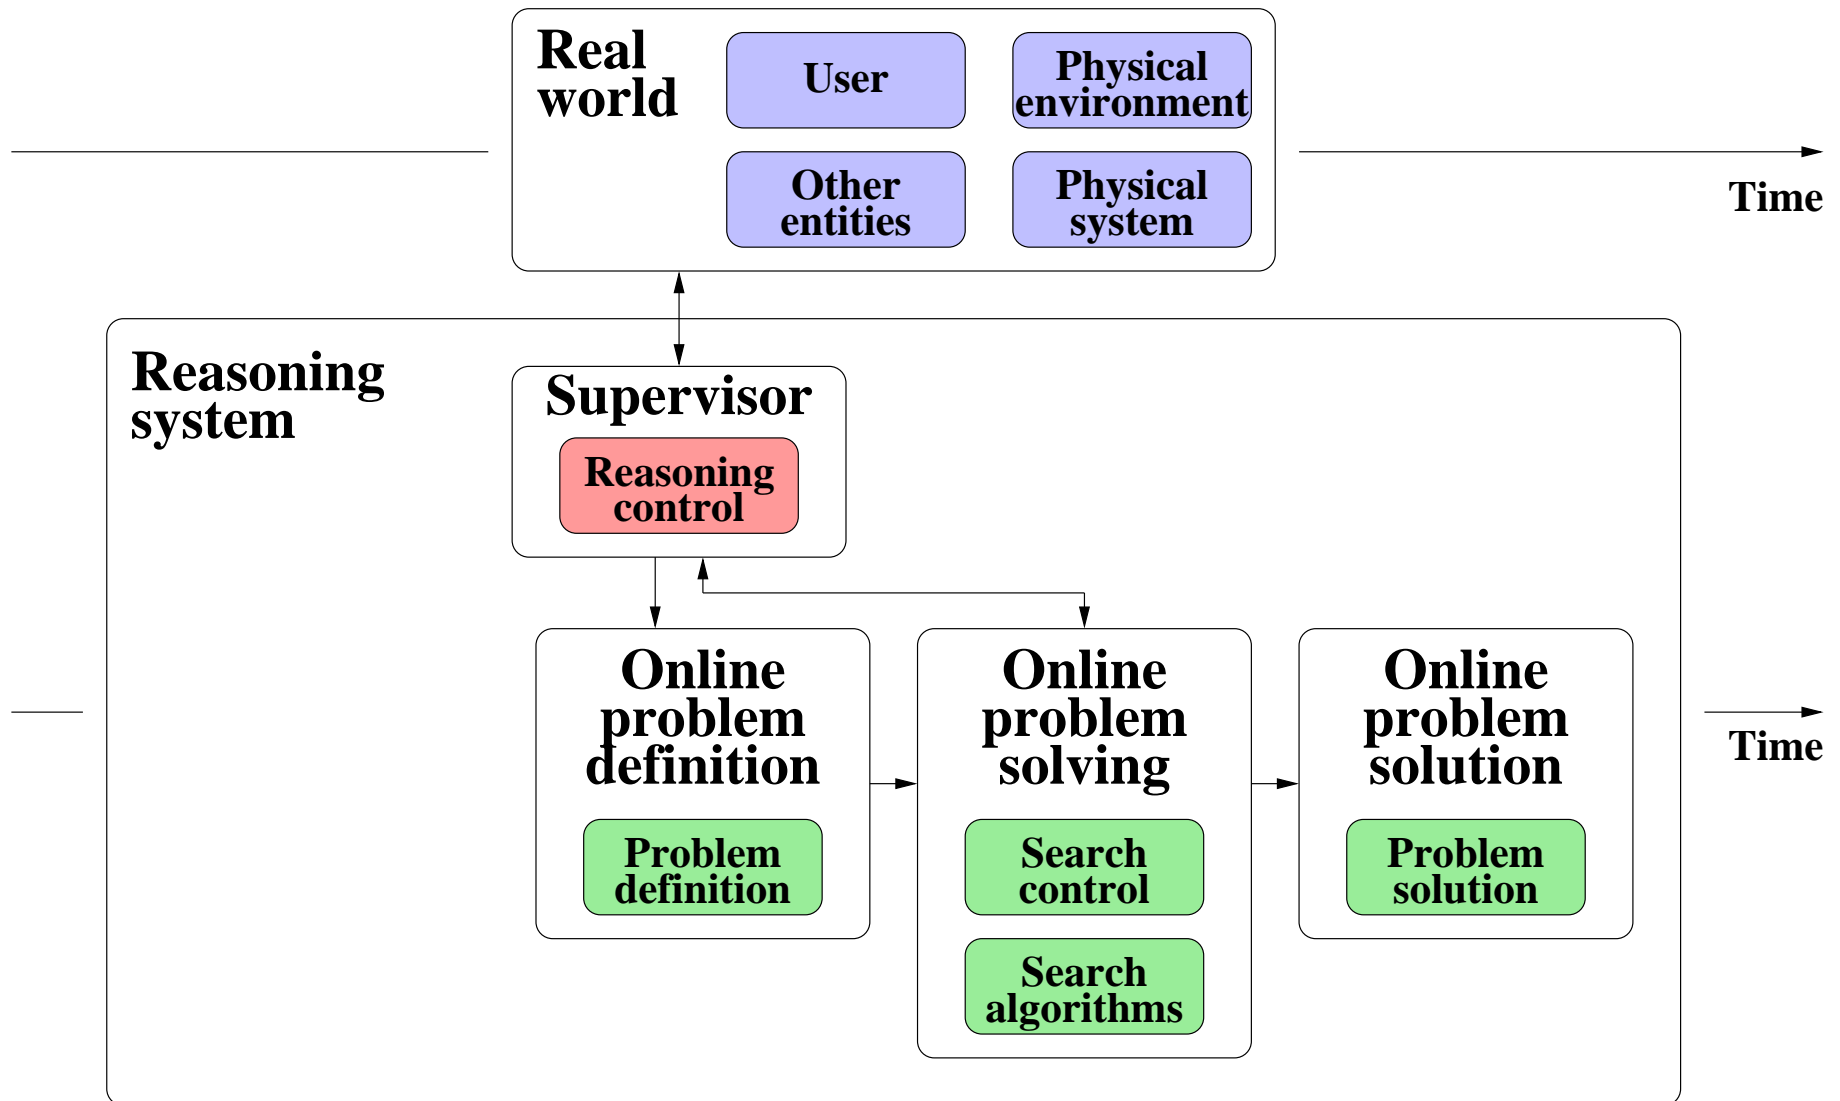 Real
world
User
Physical
environment
Other
entities
Physical
system
Time
Reasoning
system
Supervisor
Reasoning
control
Online
problem
definition
Problem
definition
Online
problem
solving
Search
control
Search
algorithms
Online
problem
solution
Problem
solution
Time